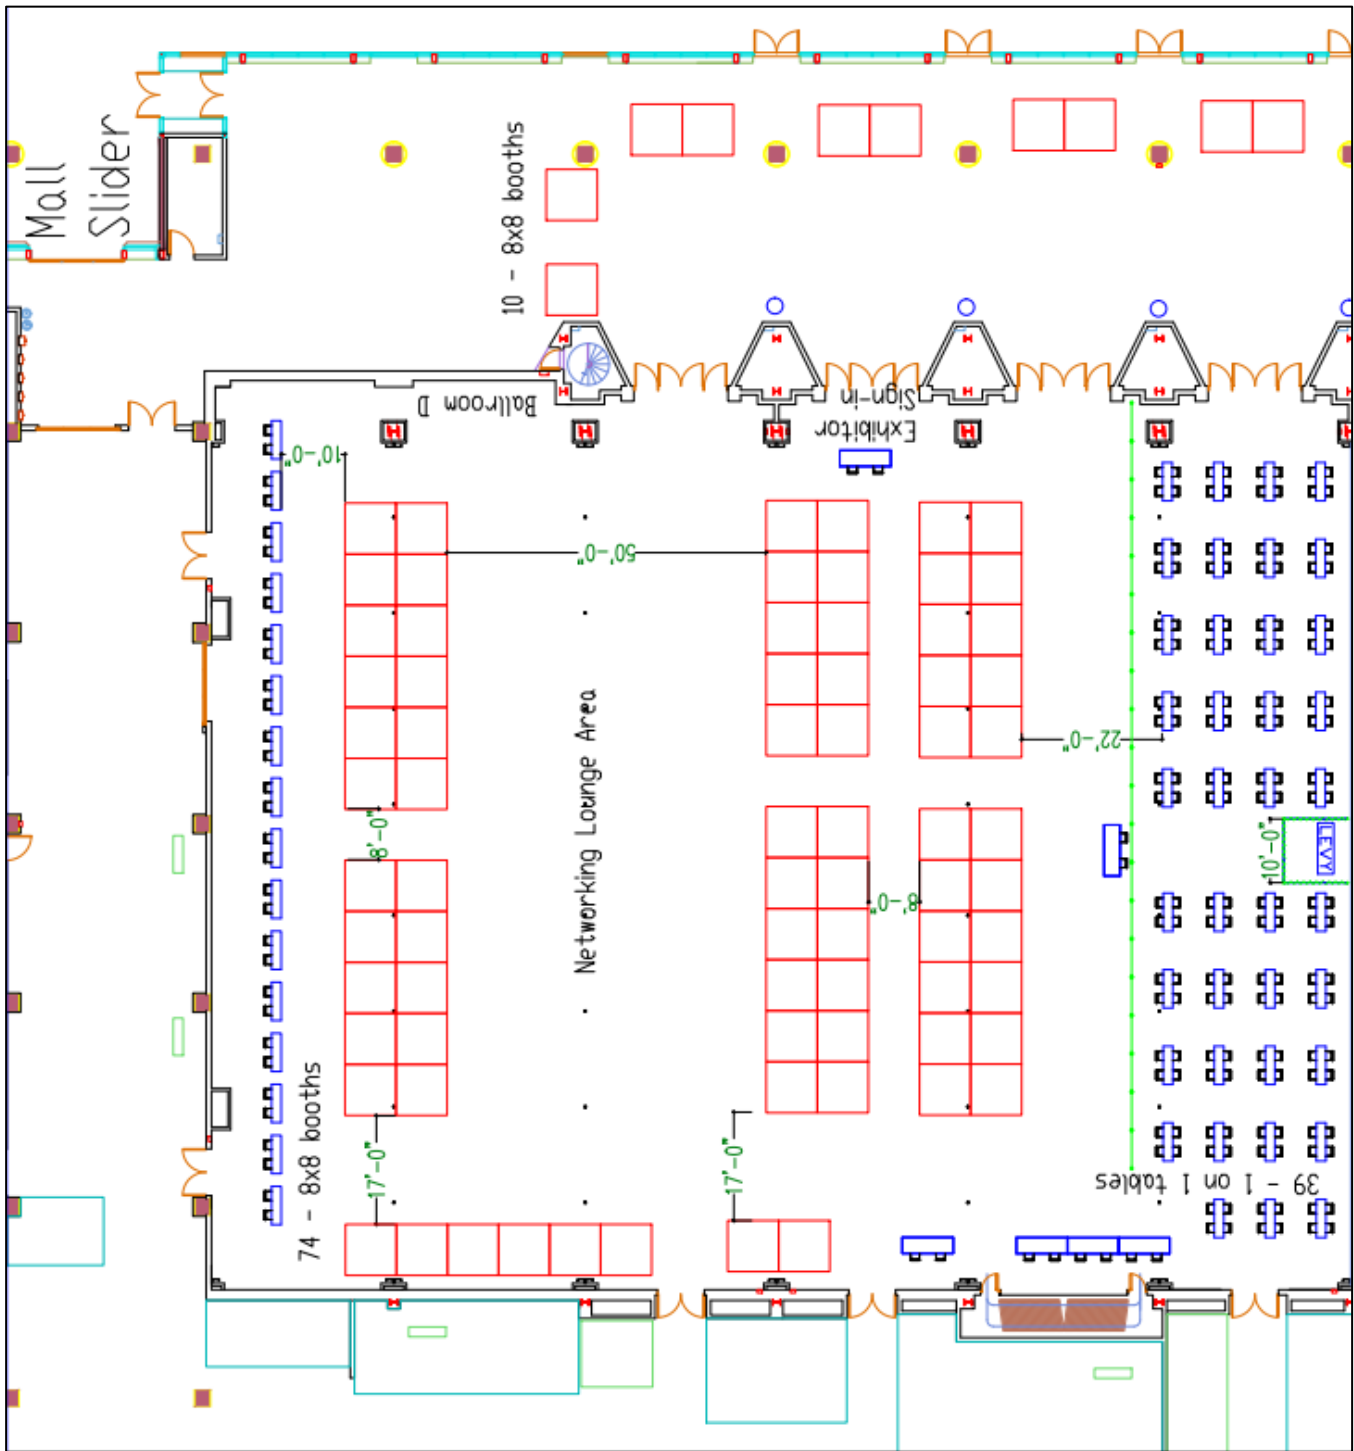 Mall
Slider
10 - 8x8 booths
Ballroom D
Exhibitor
Sign-in
10'-0"
50'-0"
Networking Lounge Area
22'-0"
8'-0"
8'-0"
10'-0"
LEVY
74 - 8x8 booths
17'-0"
17'-0"
39 - 1 on 1 tables